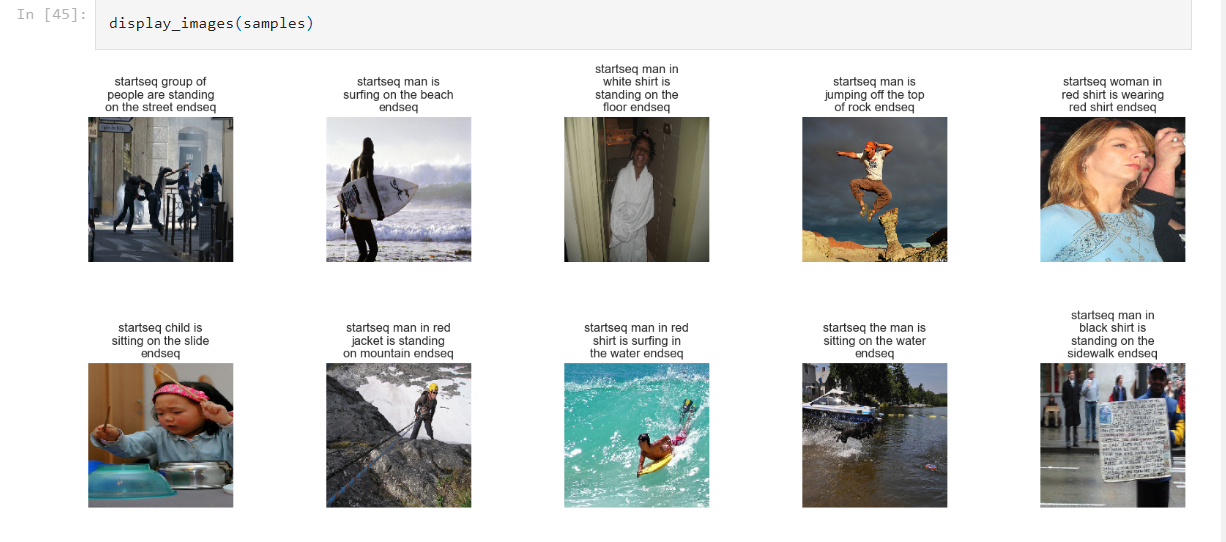 In [45]:
display_images(samples)
startseq group of
people are standing
on the street endseq
startseq man is
surfing on the beach
endseq
startseq man in
white shirt is
standing on the
floor endseq
startseq man is
jumping off the top
of rock endseq
startseq woman in
red shirt is wearing
red shirt endseq
startseq child is
sitting on the slide
endseq
startseq man in red
jacket is standing
on mountain endseq
startseq man in red
shirt is surfing in
the water endseq
startseq the man is
sitting on the water
endseq
startseq man in
black shirt is
standing on the
sidewalk endseq